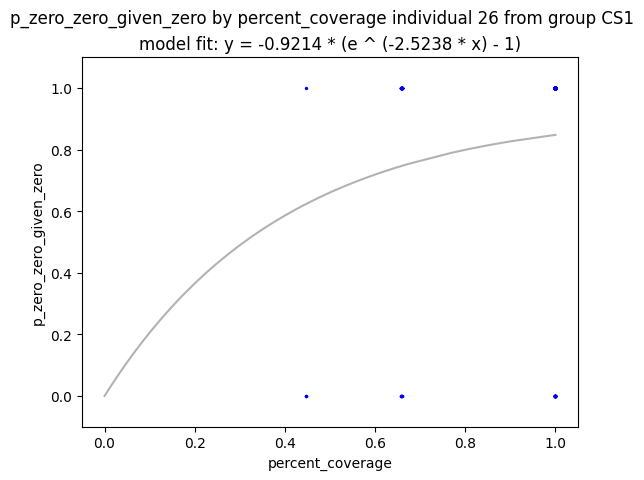 p_zero_zero_given_zero by percent_coverage individual 26 from group CS1
model fit: y = -0.9214 * (e ^ (-2.5238 * x) - 1)
1.0
0.8
0.6
0.4
0.2
0.0
p_zero_zero_given_zero
0.0 0.2 0.4 0.6 0.8 1.0
percent_coverage